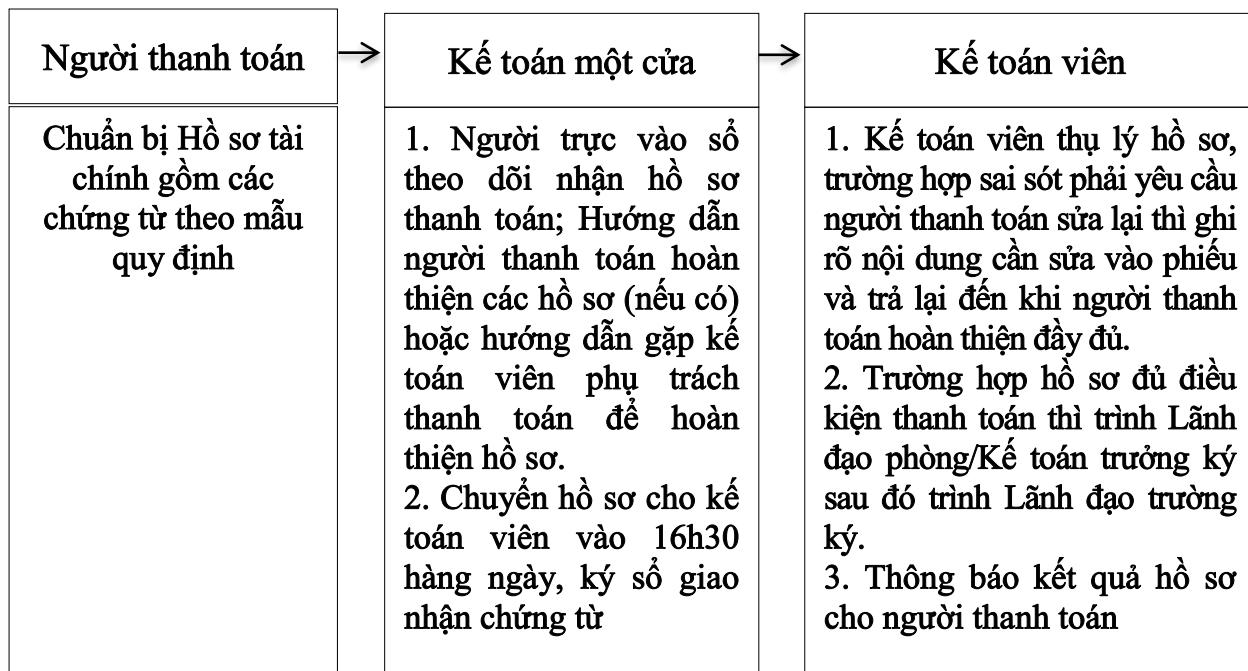 Người thanh toán
Chuẩn bị Hồ sơ tài
chính gồm các
chứng từ theo mẫu
quy định
Kế toán một cửa
1. Người trực vào sổ
theo dõi nhận hồ sơ
thanh toán; Hướng dẫn
người thanh toán hoàn
thiện các hồ sơ (nếu có)
hoặc hướng dẫn gặp kế
toán viên phụ trách
thanh toán để hoàn
thiện hồ sơ.
2. Chuyển hồ sơ cho kế
toán viên vào 16h30
hàng ngày, ký sổ giao
nhận chứng từ
Kế toán viên
1. Kế toán viên thụ lý hồ sơ,
trường hợp sai sót phải yêu cầu
người thanh toán sửa lại thì ghi
rõ nội dung cần sửa vào phiếu
và trả lại đến khi người thanh
toán hoàn thiện đầy đủ.
2. Trường hợp hồ sơ đủ điều
kiện thanh toán thì trình Lãnh
đạo phòng/Kế toán trưởng ký
sau đó trình Lãnh đạo trường
ký.
3. Thông báo kết quả hồ sơ
cho người thanh toán